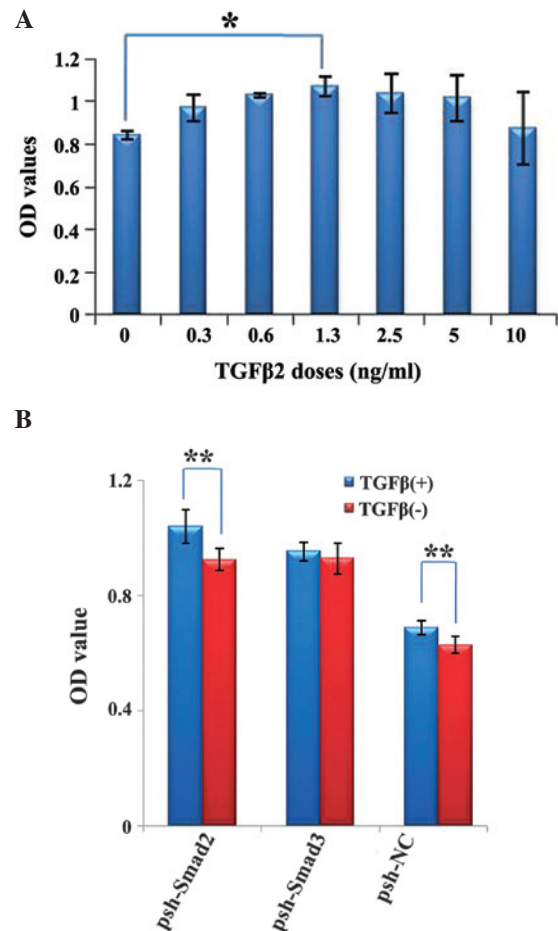 A
*
OD values
1.2
1
0.8
0.6
0.4
0.2
0
0 0.3 0.6 1.3 2.5 5 10
TGFβ2 doses (ng/ml)
B
**
TGFβ(+)
TGFβ(-)
**
OD value
1.2
0.8
0.4
0
psh-Smad2 psh-Smad3 psh-NC